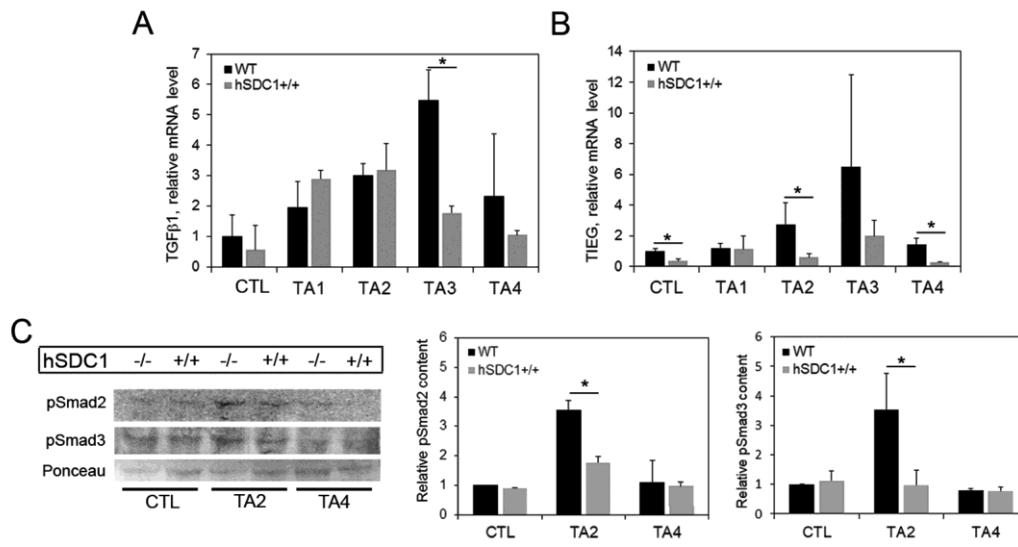 A
TGFβ1, relative mRNA level
7
6
5
4
3
2
1
0
WT
hSDC1+/+
*
CTL TA1 TA2 TA3 TA4
B
TIEG, relative mRNA level
14
12
10
8
6
4
2
0
WT
hSDC1+/+
* * *
CTL TA1 TA2 TA3 TA4
C
hSDC1 -/- +/+ -/- +/+ -/- +/+
pSmad2
pSmad3
Ponceau
CTL TA2 TA4
Relative pSmad2 content
6
5
4
3
2
1
0
WT
hSDC1+/+
*
CTL TA2 TA4
Relative pSmad3 content
6
5
4
3
2
1
0
WT
hSDC1+/+
*
CTL TA2 TA4